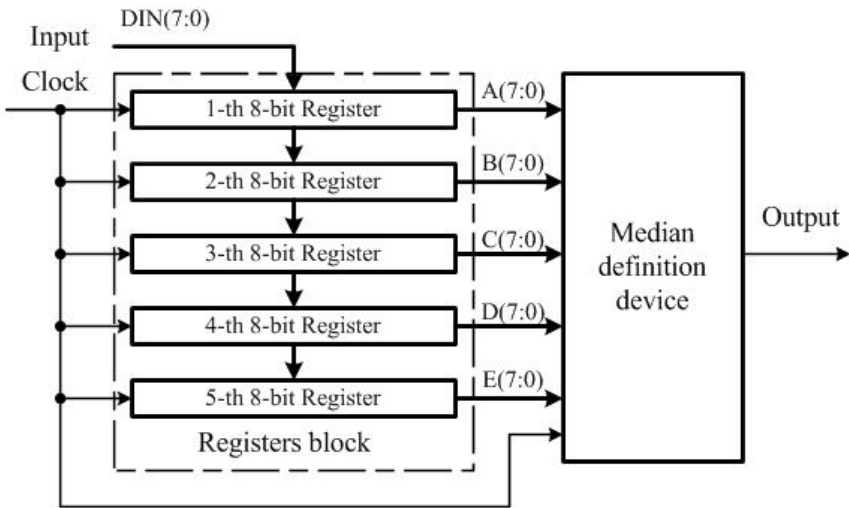 DIN(7:0)
Input
Clock
1-th 8-bit Register
A(7:0)
2-th 8-bit Register
B(7:0)
3-th 8-bit Register
C(7:0)
4-th 8-bit Register
D(7:0)
5-th 8-bit Register
E(7:0)
Registers block
Median
definition
device
Output